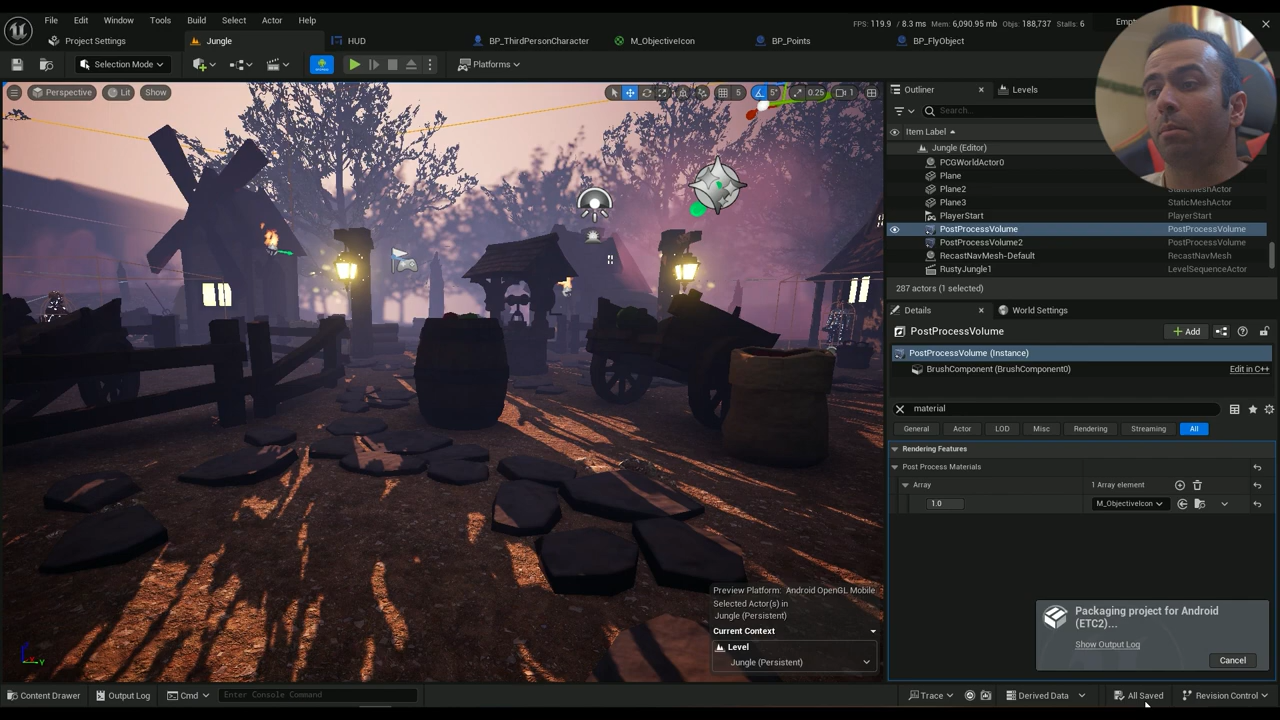 File Edit Window Tools Build Select Actor Help
FPS: 119.9 / 8.3 ms Mem: 6,090.95 mb Objs: 188,737 Stalls: 6
Project Settings Jungle HUD BP_ThirdPersonCharacter M_ObjectiveIcon BP_Points BP_FlyObject
Selection Mode Platforms
Perspective Lit Show 5 5° 0.25 1
Outliner Levels
Search...
Item Label
Jungle (Editor)
PCGWorldActor0
Plane
Plane2 StaticMeshActor
Plane3 StaticMeshActor
PlayerStart PlayerStart
PostProcessVolume PostProcessVolume
PostProcessVolume2 PostProcessVolume
RecastNavMesh-Default RecastNavMesh
RustyJungle1 LevelSequenceActor
287 actors (1 selected)
Details World Settings
PostProcessVolume Add
PostProcessVolume (Instance)
BrushComponent (BrushComponent0) Edit in C++
material
General Actor LOD Misc Rendering Streaming All
Rendering Features
Post Process Materials
Array 1 Array element
1.0 M_ObjectiveIcon
Preview Platform: Android OpenGL Mobile
Selected Actor(s) in
Jungle (Persistent)
Current Context
Level
Jungle (Persistent)
Packaging project for Android
(ETC2)...
Show Output Log
Cancel
Content Drawer Output Log Cmd Enter Console Command Trace Derived Data All Saved Revision Control